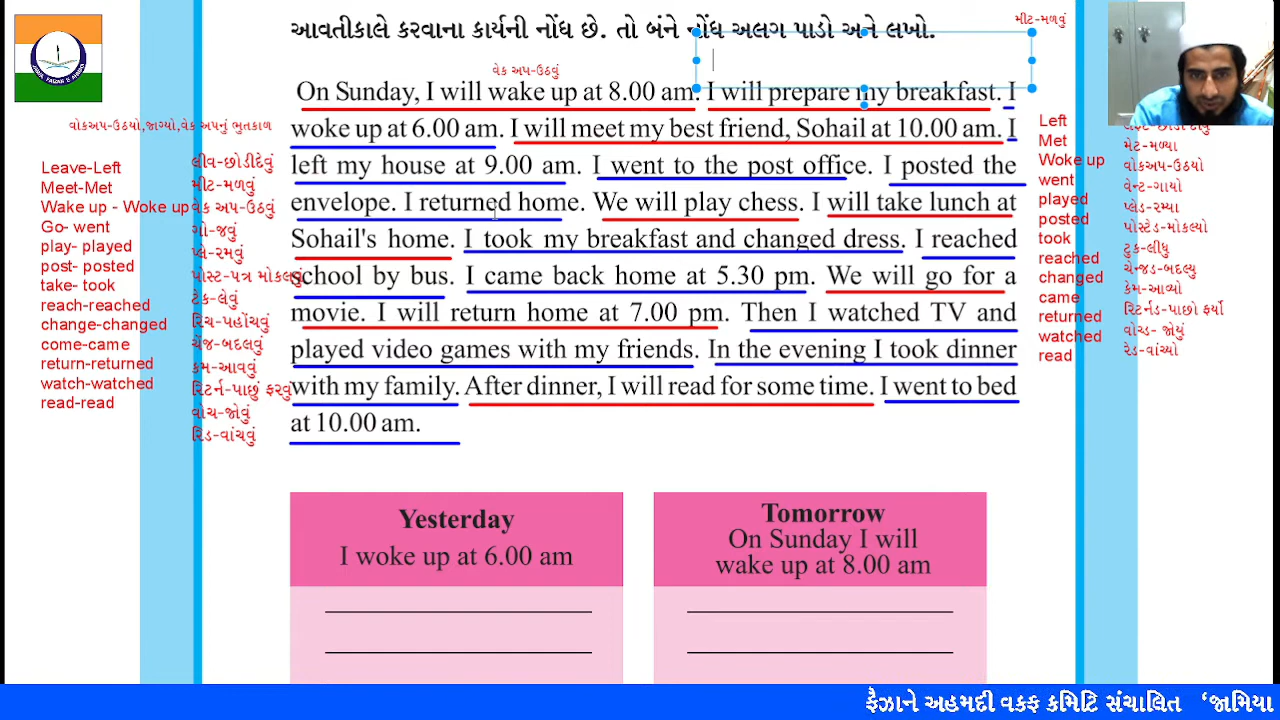 આવતીકાલે કરવાના કાર્યની નોંધ છે. તો બંને નોંધ અલગ પાડો અને લખો.
મીટ-મળવું
વેક અપ-ઉઠવું
On Sunday, I will wake up at 8.00 am. I will prepare my breakfast. I
woke up at 6.00 am. I will meet my best friend, Sohail at 10.00 am. I
left my house at 9.00 am. I went to the post office. I posted the
envelope. I returned home. We will play chess. I will take lunch at
Sohail's home. I took my breakfast and changed dress. I reached
school by bus. I came back home at 5.30 pm. We will go for a
movie. I will return home at 7.00 pm. Then I watched TV and
played video games with my friends. In the evening I took dinner
with my family. After dinner, I will read for some time. I went to bed
at 10.00 am.
વોકઅપ-ઉઠયો,જાગ્યો,વેક અપનું ભુતકાળ
Leave-Left
Meet-Met
Wake up - Woke up
Go- went
play- played
post- posted
take- took
reach-reached
change-changed
come-came
return-returned
watch-watched
read-read
લીવ-છોડીદેવું
મીટ-મળવું
વેક અપ-ઉઠવું
ગો-જવું
પ્લે-રમવું
પોસ્ટ-પત્ર મોકલવું
ટેક-લેવું
રિચ-પહોંચવું
ચેંજ-બદલવું
કમ-આવવું
રિટર્ન-પાછું ફરવું
વોચ-જોવું
રિડ-વાંચવું
Left
Met
Woke up
went
played
posted
took
reached
changed
came
returned
watched
read
મેટ-મળ્યા
વોકઅપ-ઉઠયો
વેન્ટ-ગાયો
પ્લેડ-રમ્યા
પોસ્ટેડ-મોકલ્યો
ટુક-લીધુ
ચેન્જડ-બદલ્યુ
કેમ-આવ્યો
રિટર્નડ-પાછો ફર્યો
વોચ્ડ- જોયું
રેડ-વાંચ્યો
Yesterday
I woke up at 6.00 am
Tomorrow
On Sunday I will
wake up at 8.00 am
ફૈઝાને અહમદી વકફ કમિટિ સંચાલિત ‘જામિયા